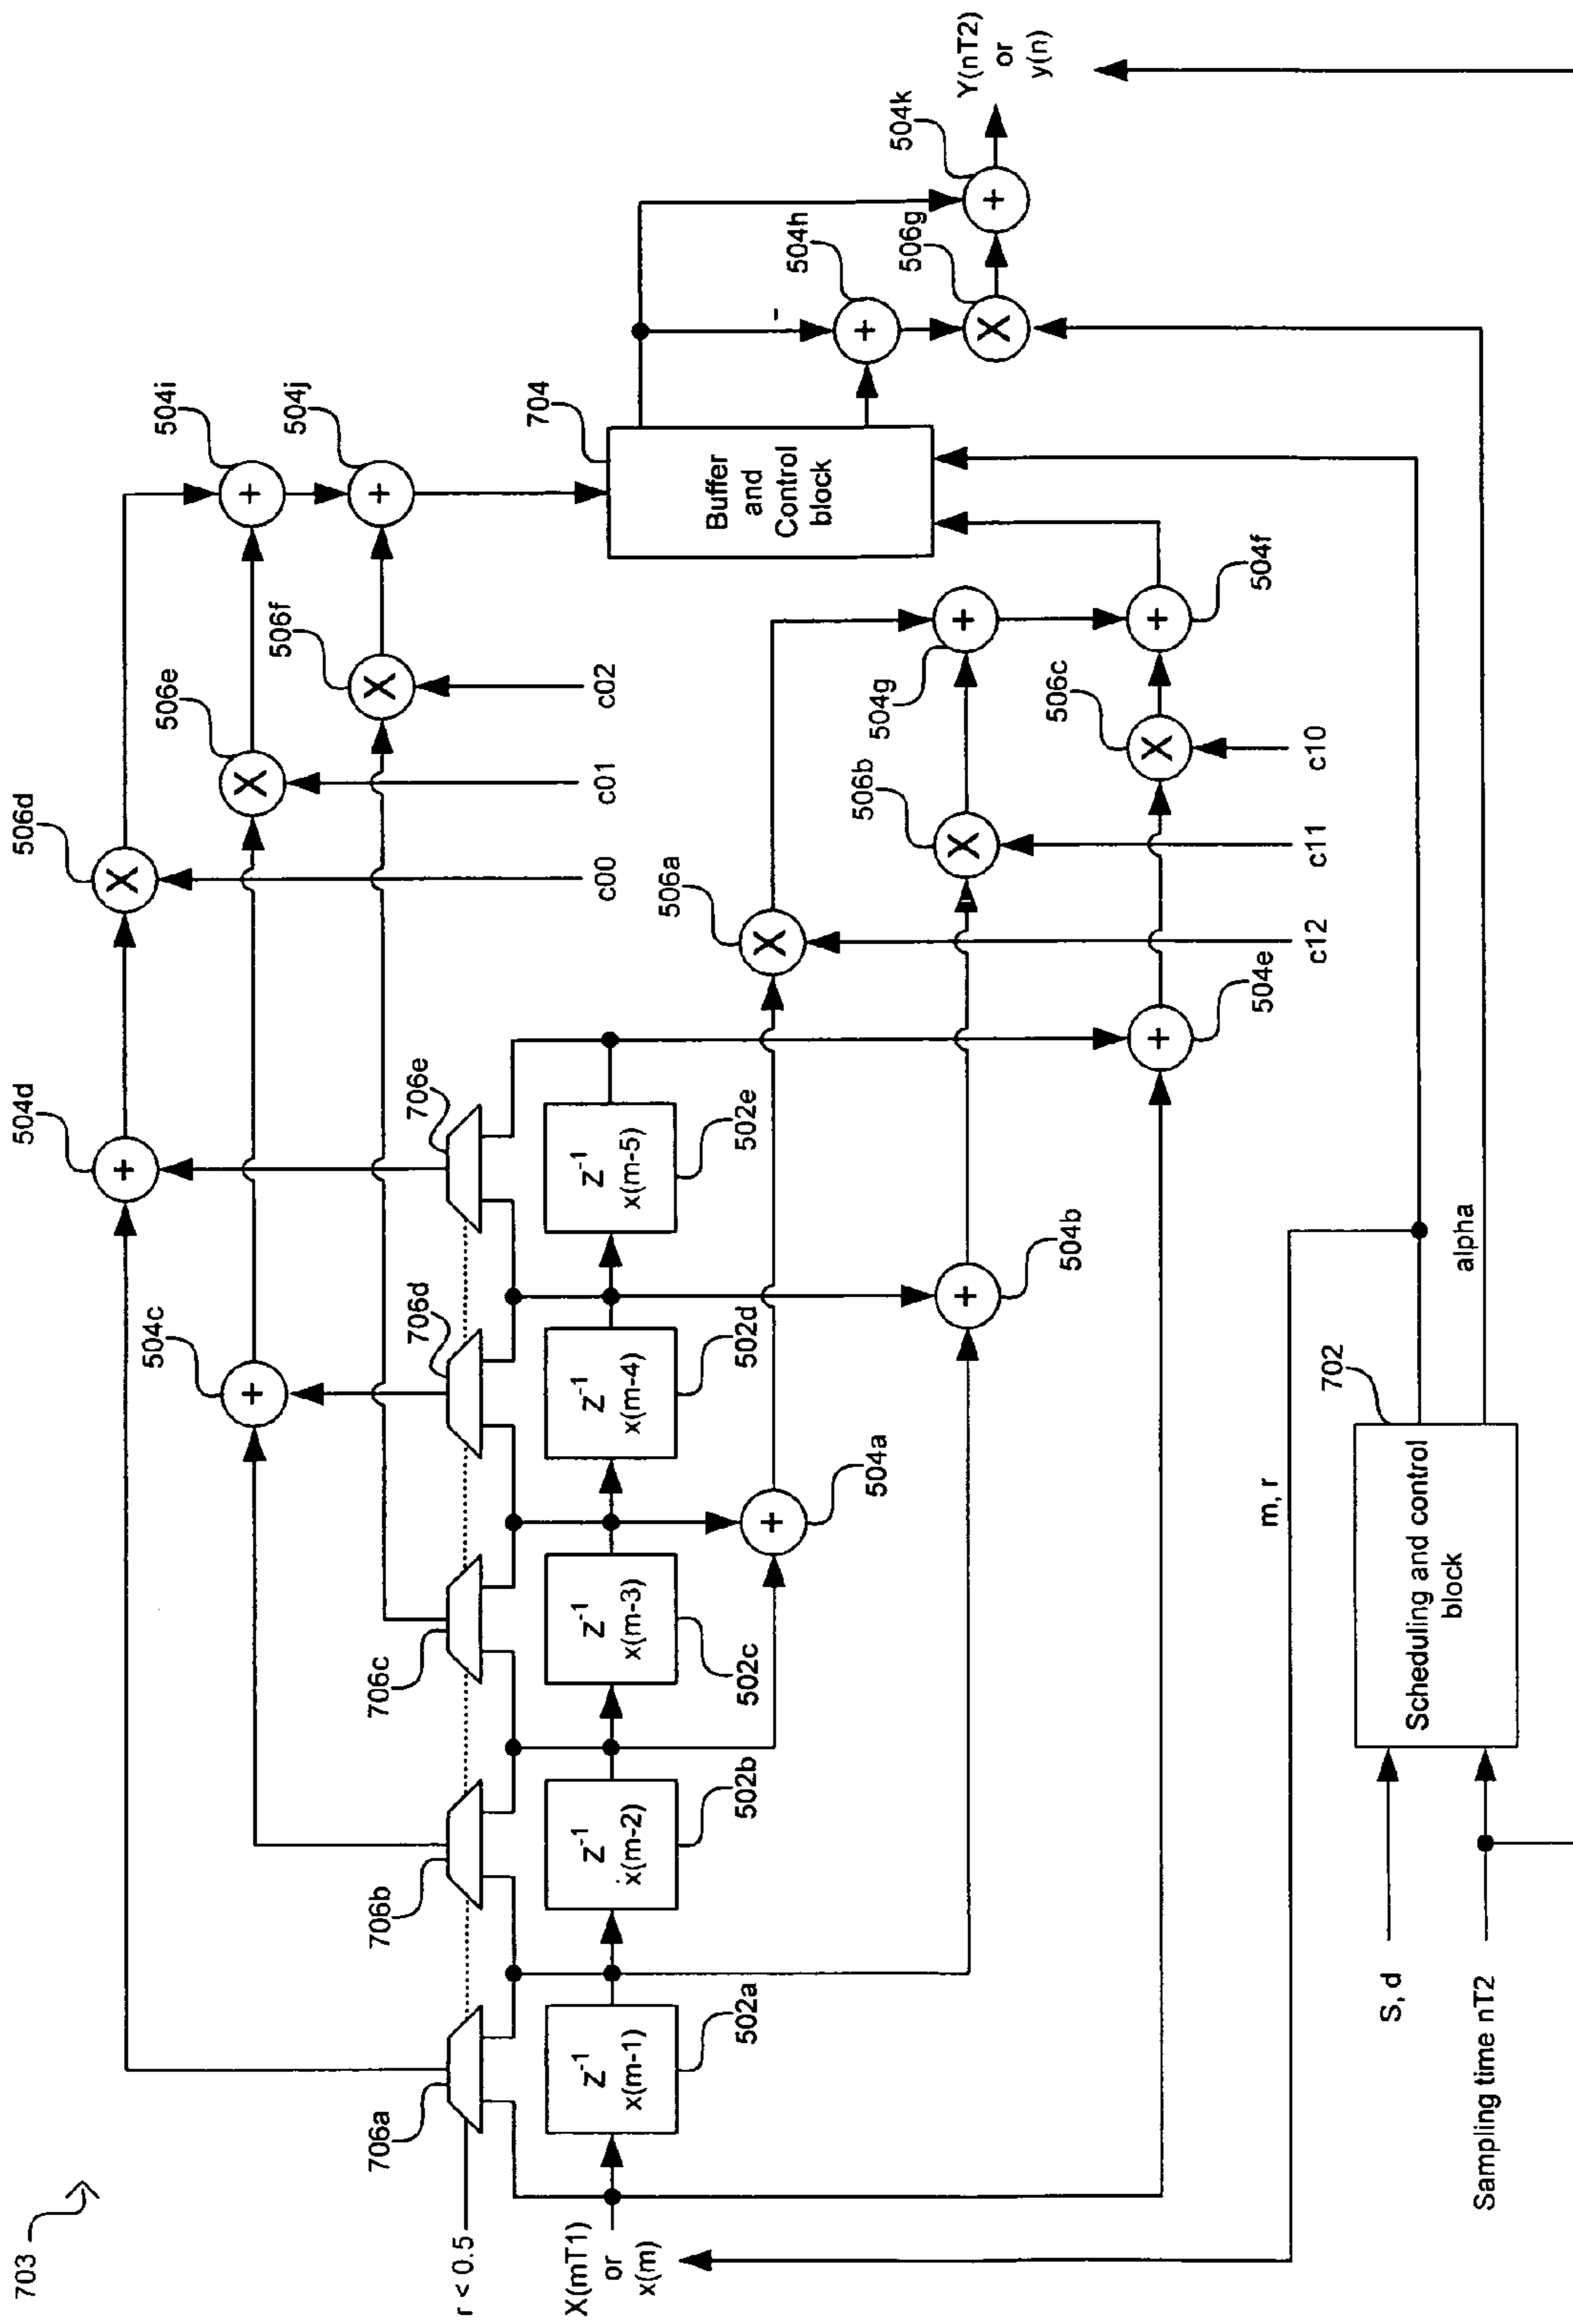 703
r < 0.5
X(mT1)
or
x(m)
706a
706b
706c
706d
706e
z-1
x(m-1)
502a
z-1
x(m-2)
502b
z-1
x(m-3)
502c
z-1
x(m-4)
502d
z-1
x(m-5)
502e
504d
+
504c
+
506d
X
c00
506e
X
c01
506f
X
c02
504i
+
504j
+
+
504a
+
504b
+
504e
506a
X
c12
506b
X
c11
506c
X
c10
504g
+
+
504f
704
Buffer
and
Control
block
-
504h
+
506g
X
504k
+
Y(nT2)
or
y(n)
m, r
S, d
Sampling time nT2
702
Scheduling and control
block
alpha